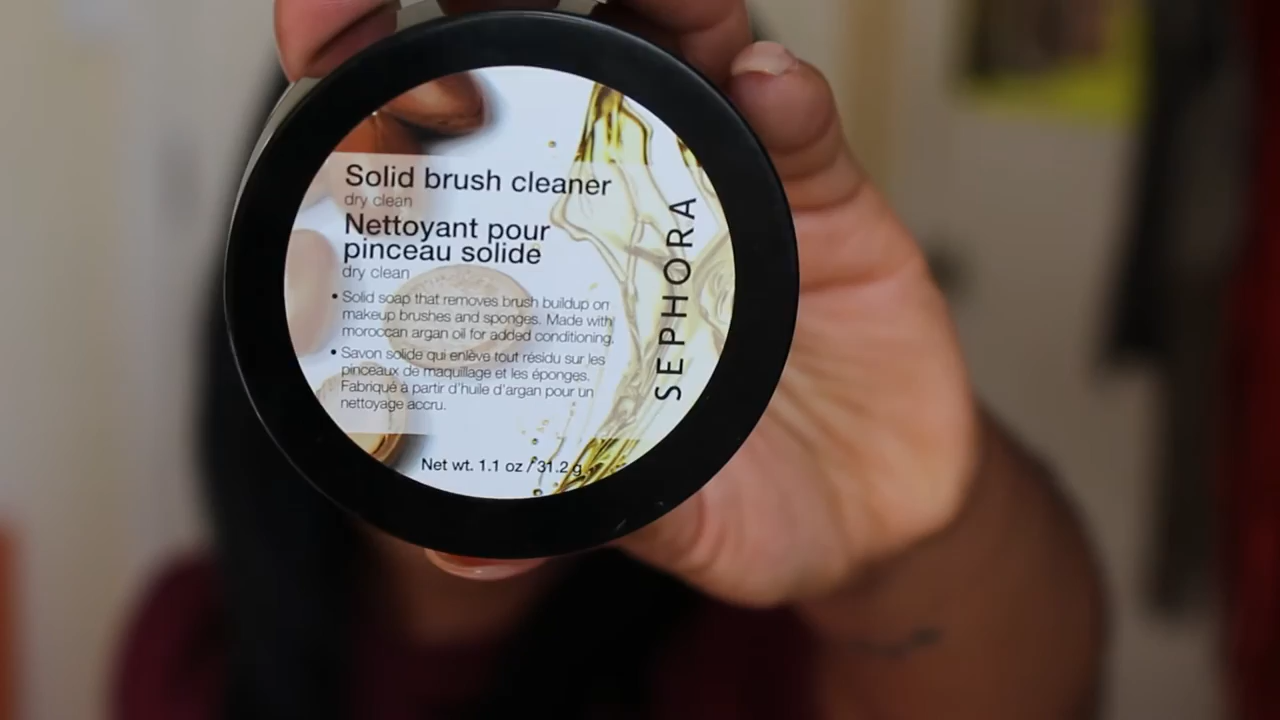 Solid brush cleaner
dry clean
Nettoyant pour
pinceau solide
dry clean
• Solid soap that removes brush buildup on
makeup brushes and sponges. Made with
moroccan argan oil for added conditioning.
• Savon solide qui enlève tout résidu sur les
pinceaux de maquillage et les éponges.
Fabriqué à partir d'huile d'argan pour un
nettoyage accru.
Net wt. 1.1 oz / 31.2 g
SEPHORA